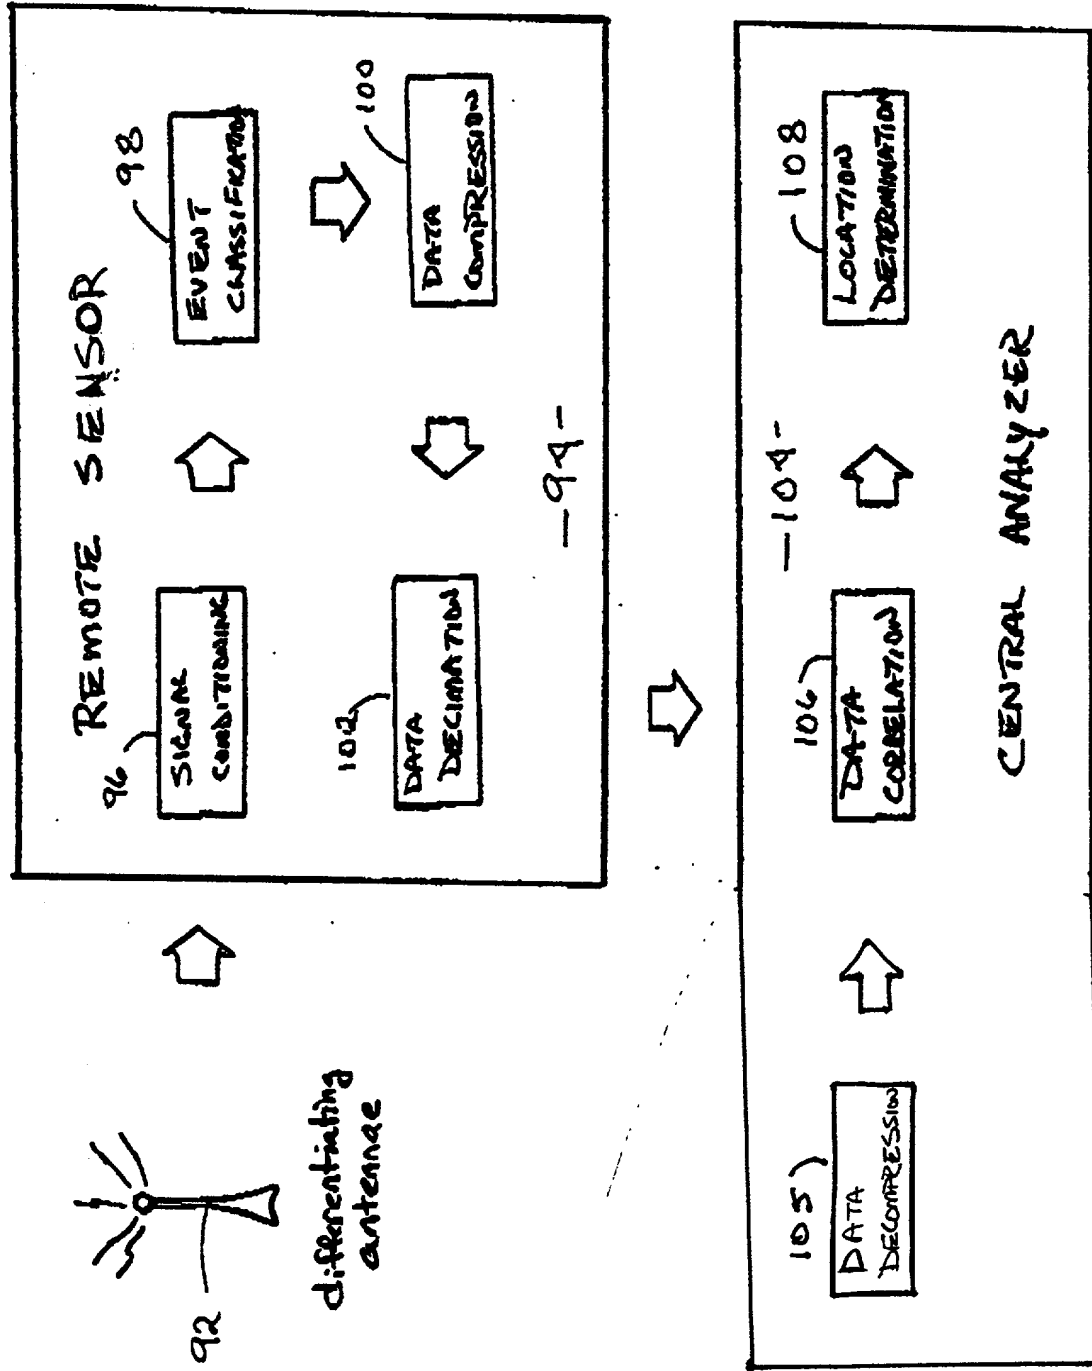 92
differentiating
antennae
REMOTE SENSOR
96
SIGNAL
CONDITIONING
98
EVENT
CLASSIFICATION
100
DATA
COMPRESSION
102
DATA
DECIMATION
-94-
-104-
105
DATA
DECOMPRESSION
106
DATA
CORRELATION
108
LOCATION
DETERMINATION
CENTRAL ANALYZER